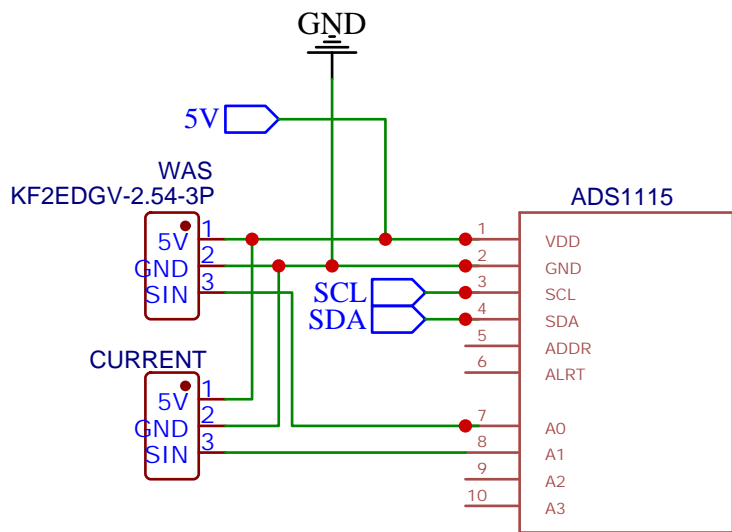 GND
5V
WAS
KF2EDGV-2.54-3P
5V 1
GND 2
SIN 3
CURRENT
5V 1
GND 2
SIN 3
SCL
SDA
ADS1115
1 VDD
2 GND
3 SCL
4 SDA
5 ADDR
6 ALRT
7 A0
8 A1
9 A2
10 A3